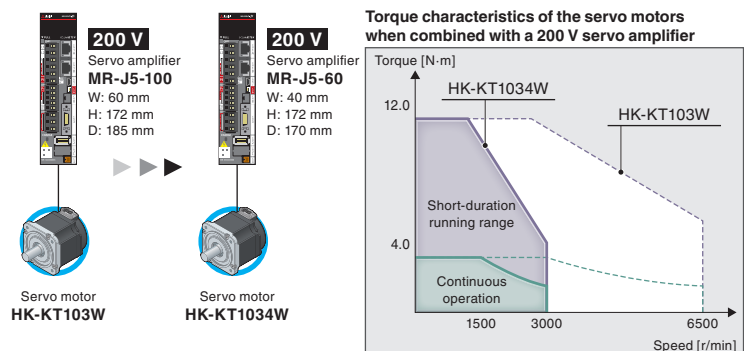 200 V
Servo amplifier
MR-J5-100
W: 60 mm
H: 172 mm
D: 185 mm
Servo motor
HK-KT103W
200 V
Servo amplifier
MR-J5-60
W: 40 mm
H: 172 mm
D: 170 mm
Servo motor
HK-KT1034W
Torque characteristics of the servo motors
when combined with a 200 V servo amplifier
Torque [N·m]
HK-KT1034W
HK-KT103W
12.0
4.0
Short-duration
running range
Continuous
operation
1500 3000 6500
Speed [r/min]